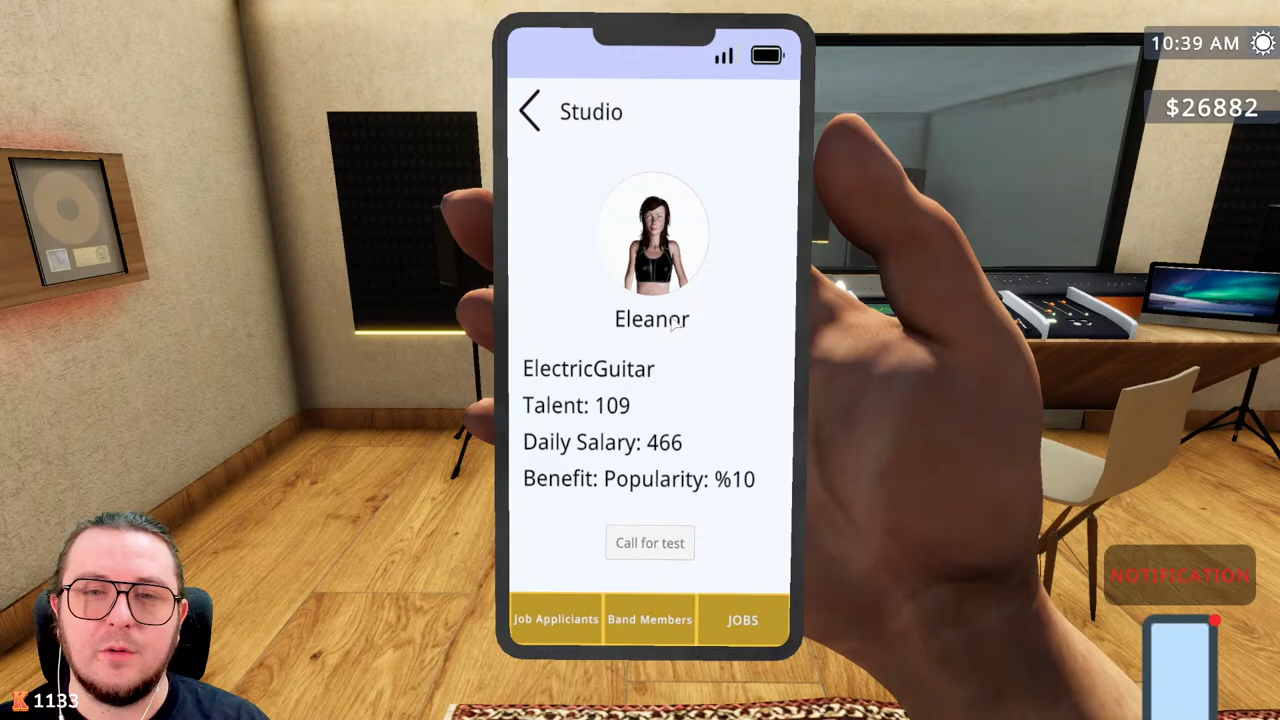 10:39 AM
$26882
Studio
Eleanor
ElectricGuitar
Talent: 109
Daily Salary: 466
Benefit: Popularity: %10
Call for test
Job Appliciants
Band Members
JOBS
NOTIFICATION
K 1133